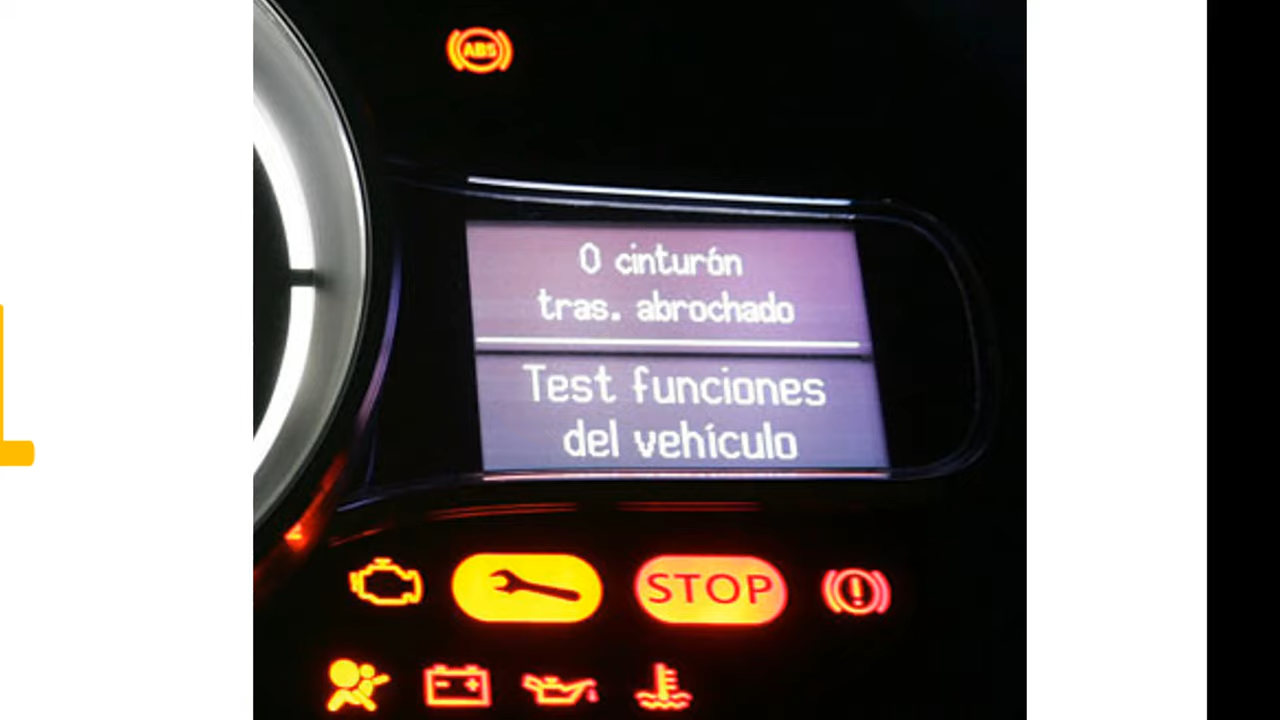 ABS
0 cinturón
tras. abrochado
Test funciones
del vehículo
STOP